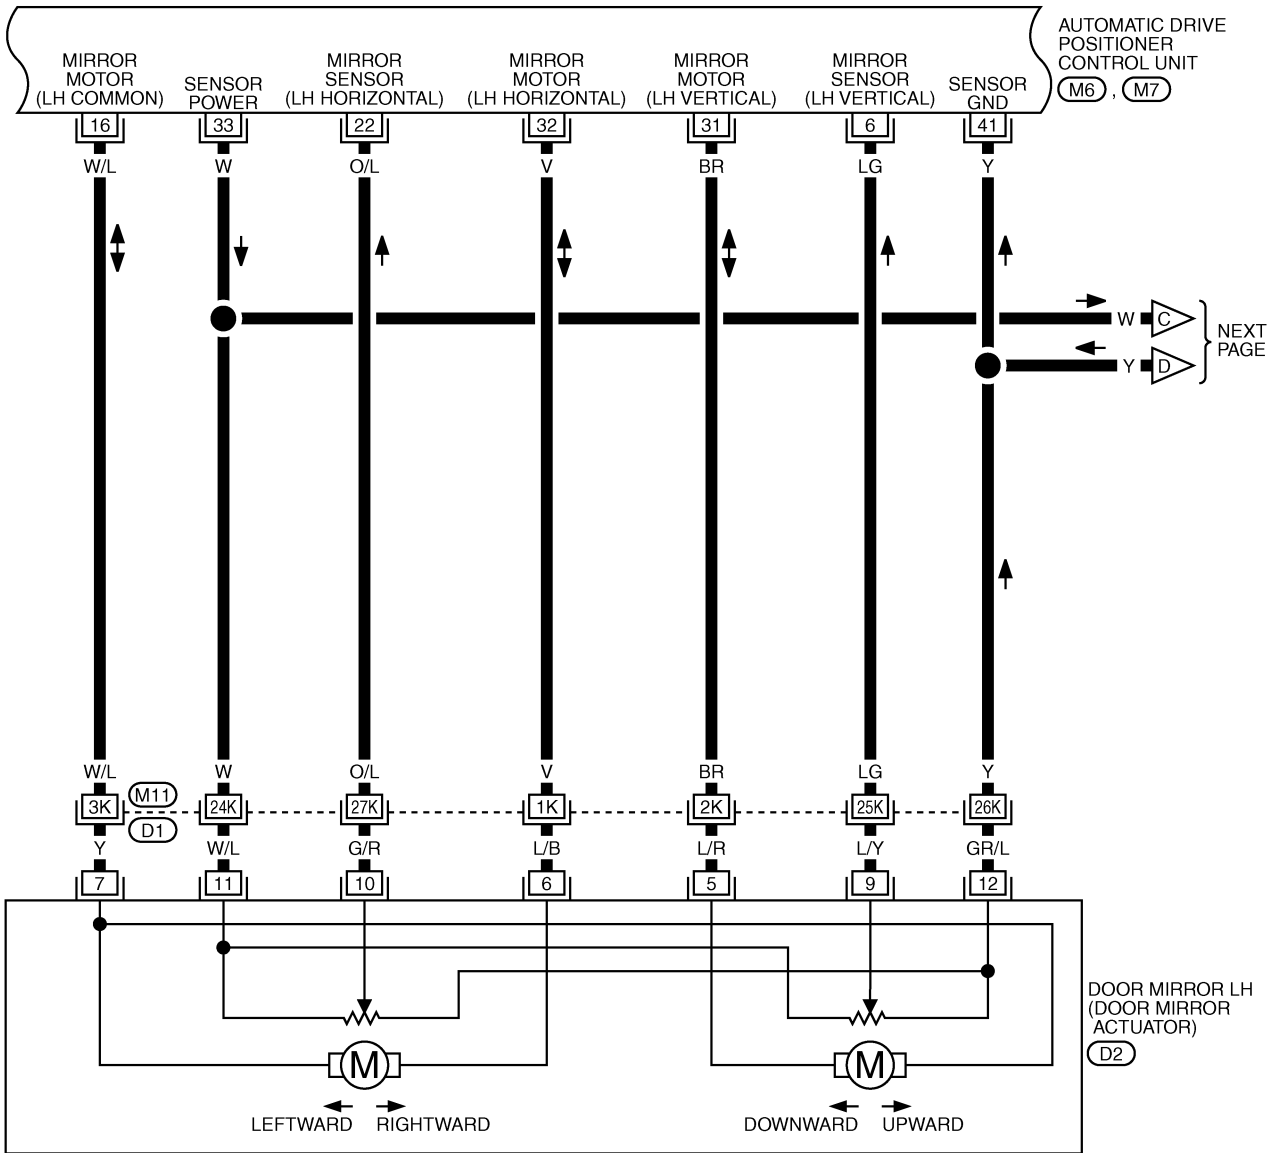 AUTOMATIC DRIVE
POSITIONER
CONTROL UNIT
M6 , M7
MIRROR
MOTOR
(LH COMMON)
SENSOR
POWER
MIRROR
SENSOR
(LH HORIZONTAL)
MIRROR
MOTOR
(LH HORIZONTAL)
MIRROR
MOTOR
(LH VERTICAL)
MIRROR
SENSOR
(LH VERTICAL)
SENSOR
GND
16 33 22 32 31 6 41
W/L W O/L V BR LG Y
W C
Y D
NEXT
PAGE
W/L W O/L V BR LG Y
M11
3K 24K 27K 1K 2K 25K 26K
D1
Y W/L G/R L/B L/R L/Y GR/L
7 11 10 6 5 9 12
DOOR MIRROR LH
(DOOR MIRROR
ACTUATOR)
D2
M M
LEFTWARD RIGHTWARD DOWNWARD UPWARD